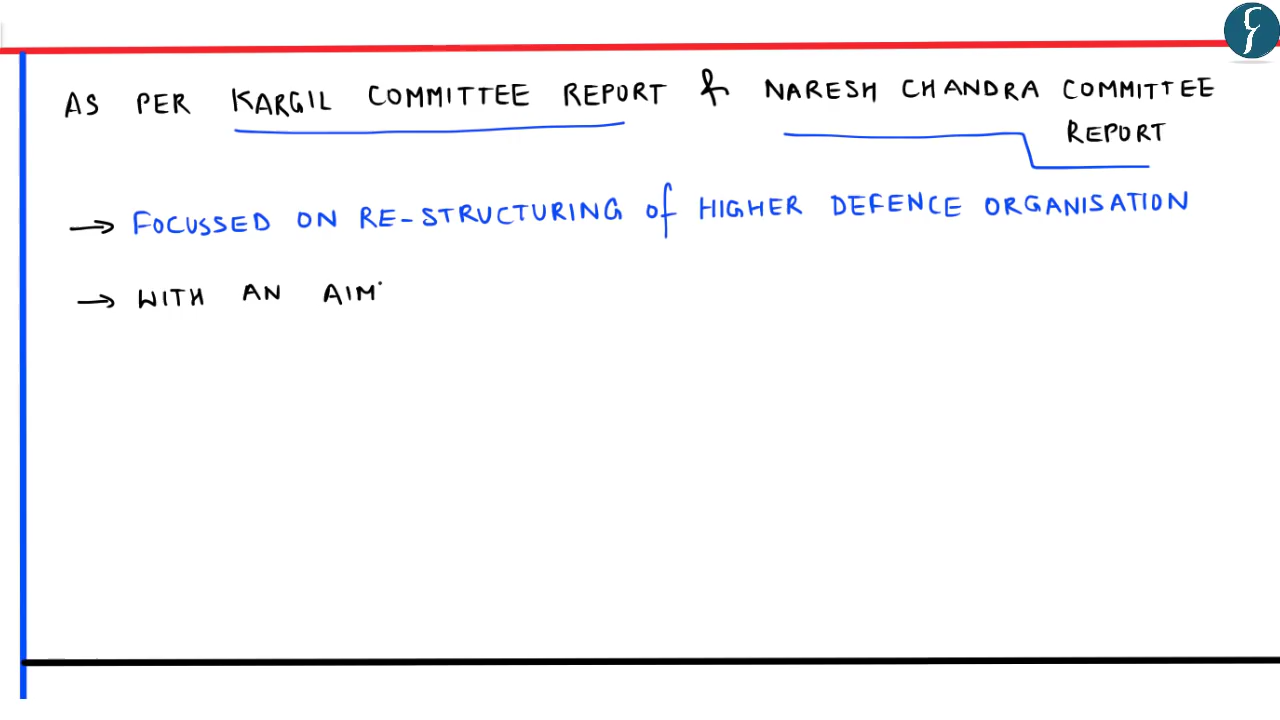 AS PER KARGIL COMMITTEE REPORT & NARESH CHANDRA COMMITTEE
REPORT
→ FOCUSSED ON RE-STRUCTURING of HIGHER DEFENCE ORGANISATION
→ WITH AN AIM